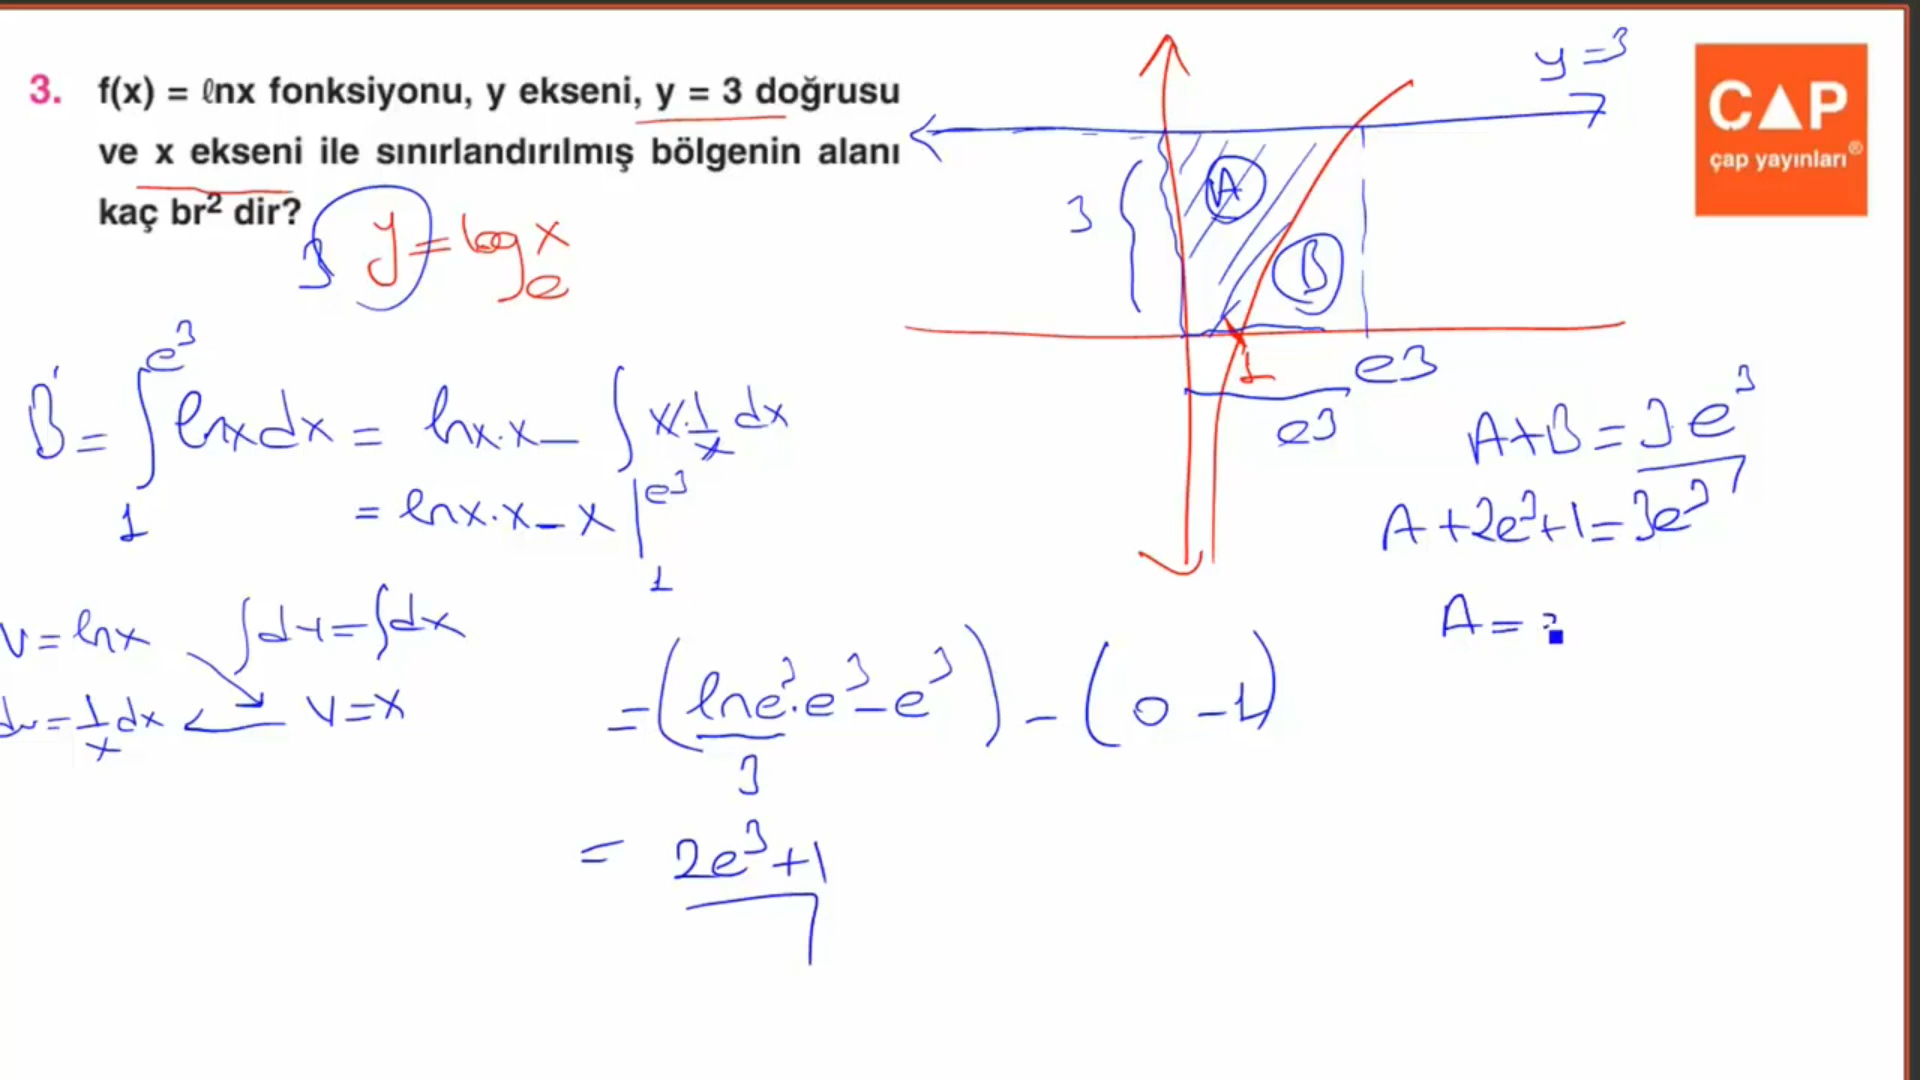 3. f(x) = ℓnx fonksiyonu, y ekseni, y = 3 doğrusu
ve x ekseni ile sınırlandırılmış bölgenin alanı
kaç br² dir?
ÇAP
çap yayınları®
y=3
3
A
B
1
e3
e3
3 y = log_e x
B = ∫₁^e³ lnx dx = lnx.x − ∫ x.1/x dx
= lnx.x − x |₁^e³
= (lne³.e³ − e³) − (0 − 1)
3
= 2e³+1
∫dv = ∫dx
= lnx
= 1/x dx
v = x
A+B = 3e³
A + 2e³+1 = 3e³
A =